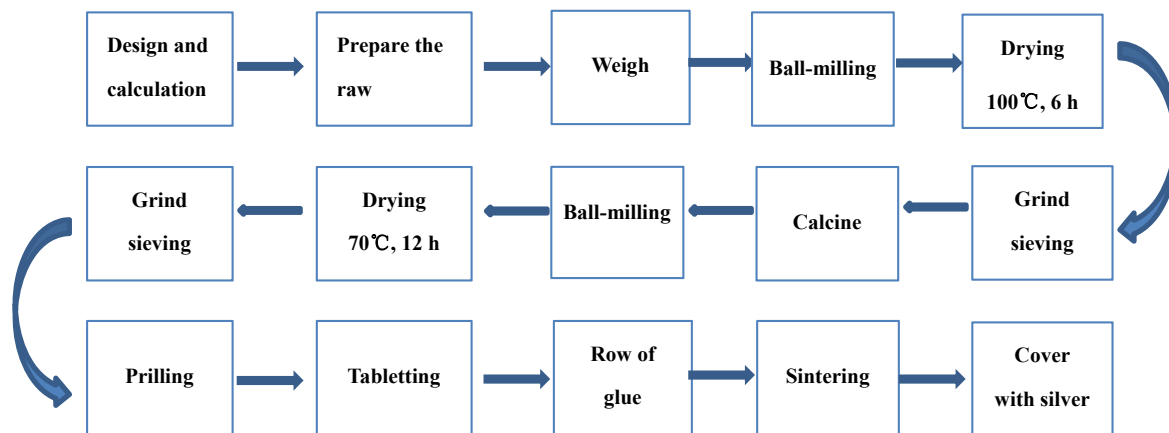 Design and
calculation
Prepare the
raw
Weigh
Ball-milling
Drying
100℃, 6 h
Grind
sieving
Calcine
Ball-milling
Drying
70℃, 12 h
Grind
sieving
Prilling
Tabletting
Row of
glue
Sintering
Cover
with silver